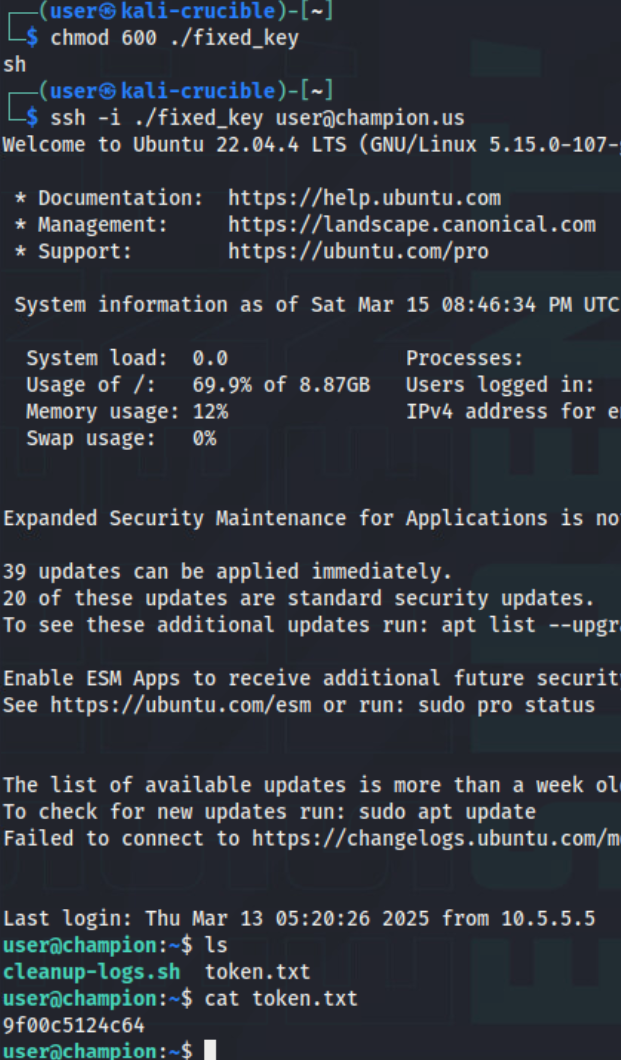 ┌──(user㉿kali-crucible)-[~]
└─$ chmod 600 ./fixed_key
sh
┌──(user㉿kali-crucible)-[~]
└─$ ssh -i ./fixed_key user@champion.us
Welcome to Ubuntu 22.04.4 LTS (GNU/Linux 5.15.0-107-
* Documentation: https://help.ubuntu.com
* Management: https://landscape.canonical.com
* Support: https://ubuntu.com/pro
System information as of Sat Mar 15 08:46:34 PM UTC
System load: 0.0 Processes:
Usage of /: 69.9% of 8.87GB Users logged in:
Memory usage: 12% IPv4 address for e
Swap usage: 0%
Expanded Security Maintenance for Applications is no
39 updates can be applied immediately.
20 of these updates are standard security updates.
To see these additional updates run: apt list --upgr
Enable ESM Apps to receive additional future securit
See https://ubuntu.com/esm or run: sudo pro status
The list of available updates is more than a week ol
To check for new updates run: sudo apt update
Failed to connect to https://changelogs.ubuntu.com/m
Last login: Thu Mar 13 05:20:26 2025 from 10.5.5.5
user@champion:~$ ls
cleanup-logs.sh token.txt
user@champion:~$ cat token.txt
9f00c5124c64
user@champion:~$